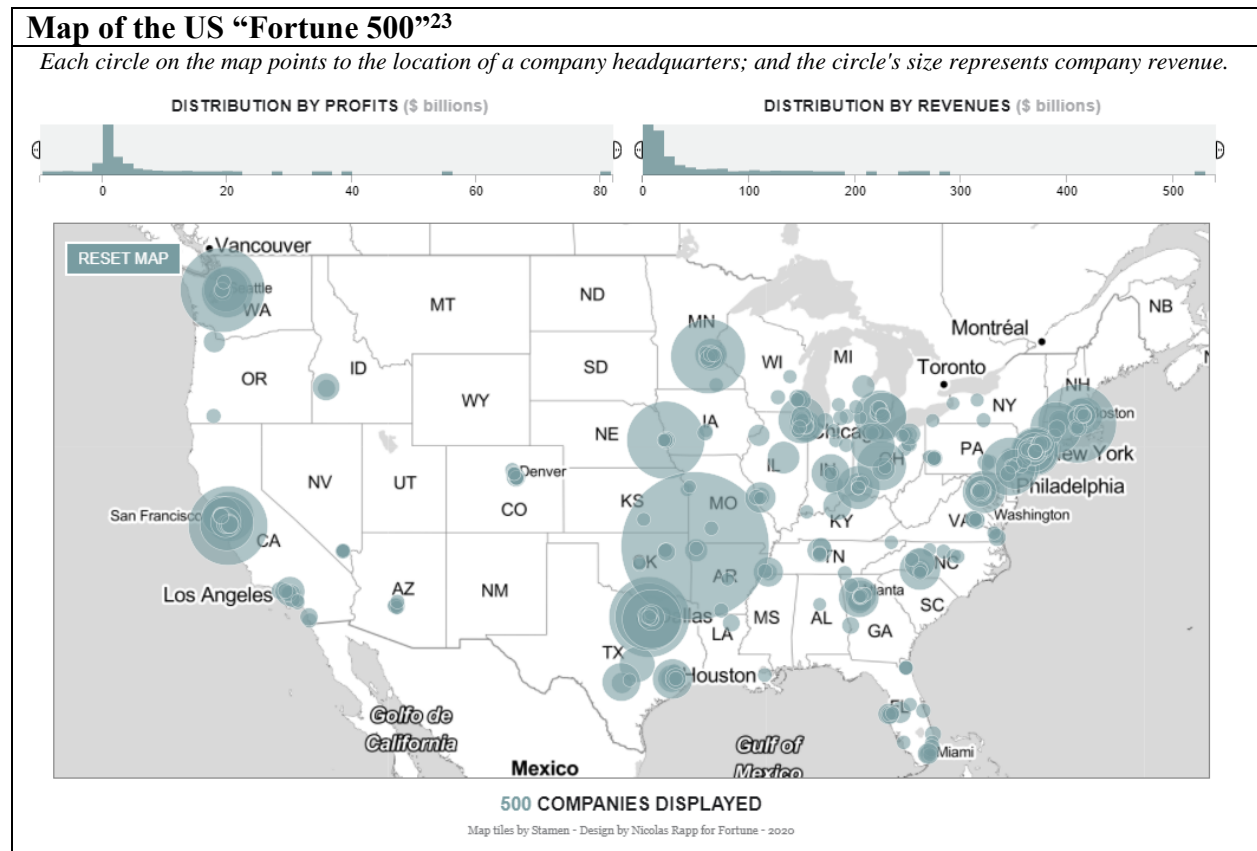 Map of the US “Fortune 500”23
Each circle on the map points to the location of a company headquarters; and the circle's size represents company revenue.
DISTRIBUTION BY PROFITS ($ billions)
0 20 40 60 80
DISTRIBUTION BY REVENUES ($ billions)
0 100 200 300 400 500
RESET MAP
Vancouver
Seattle
WA
MT
ND
MN
NB
Montréal
OR
ID
SD
WI
MI
Toronto
NH
WY
NY
Boston
NE
IA
Chicago
PA
New York
NV
UT
Denver
CO
IL
IN
OH
Philadelphia
San Francisco
CA
KS
MO
KY
VA
Washington
Los Angeles
AZ
NM
OK
AR
TN
NC
Atlanta
SC
Dallas
MS
AL
GA
LA
TX
Houston
FL
Golfo de
California
Gulf of
Mexico
Miami
Mexico
500 COMPANIES DISPLAYED
Map tiles by Stamen - Design by Nicolas Rapp for Fortune - 2020